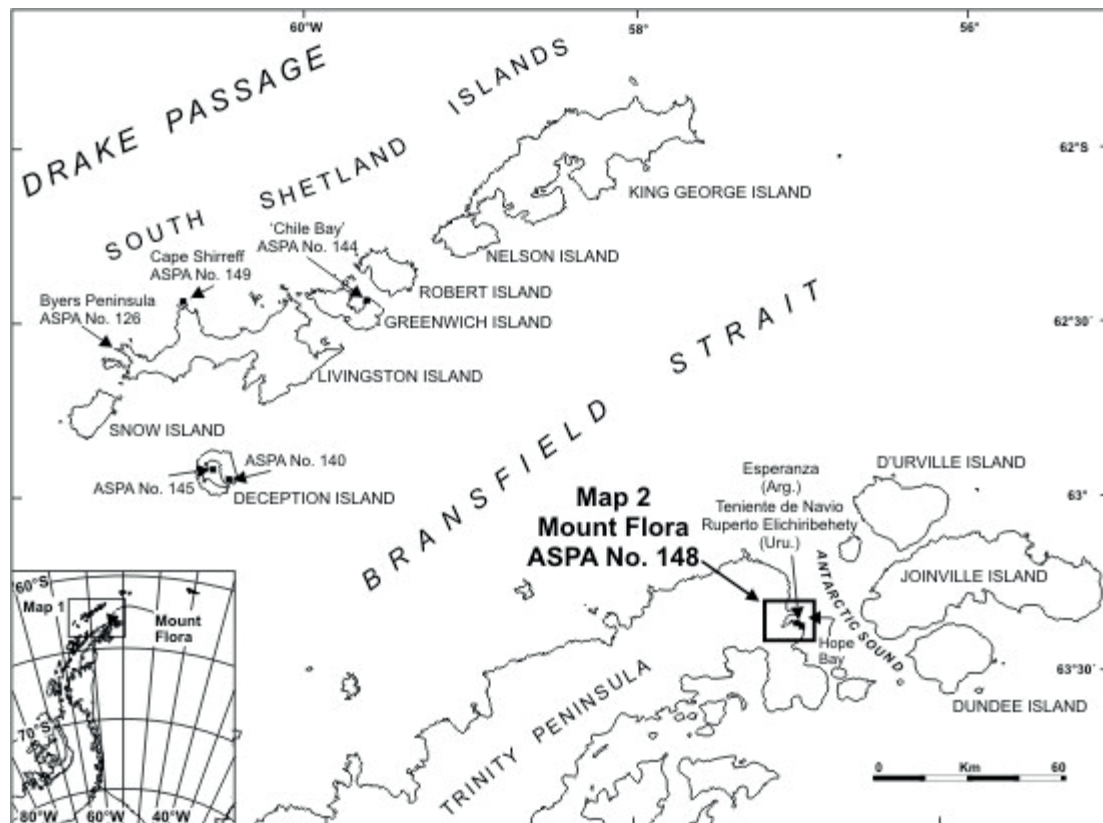 60°W
58°
56°
DRAKE PASSAGE
SOUTH SHETLAND ISLANDS
62°S
KING GEORGE ISLAND
'Chile Bay'
ASPA No. 144
NELSON ISLAND
Cape Shirreff
ASPA No. 149
ROBERT ISLAND
Byers Peninsula
ASPA No. 126
GREENWICH ISLAND
62°30´
LIVINGSTON ISLAND
SNOW ISLAND
BRANSFIELD STRAIT
ASPA No. 140
ASPA No. 145
DECEPTION ISLAND
Esperanza
(Arg.)
Teniente de Navio
Ruperto Elichiribehety
(Uru.)
D'URVILLE ISLAND
63°
Map 2
Mount Flora
ASPA No. 148
JOINVILLE ISLAND
ANTARCTIC SOUND
Hope
Bay
63°30´
DUNDEE ISLAND
TRINITY PENINSULA
0 Km 60
60°S
Map 1
Mount
Flora
70°S
80°W 60°W 40°W